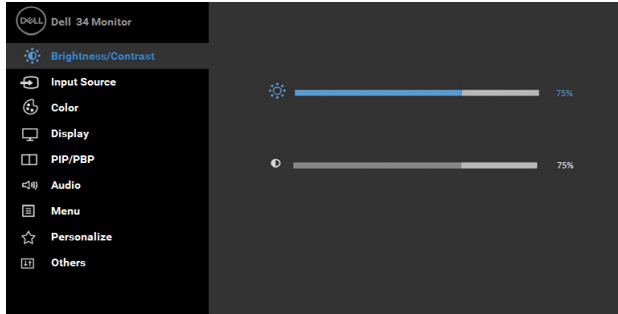 DELL Dell 34 Monitor
Brightness/Contrast
Input Source
75%
Color
Display
PIP/PBP
75%
Audio
Menu
Personalize
Others